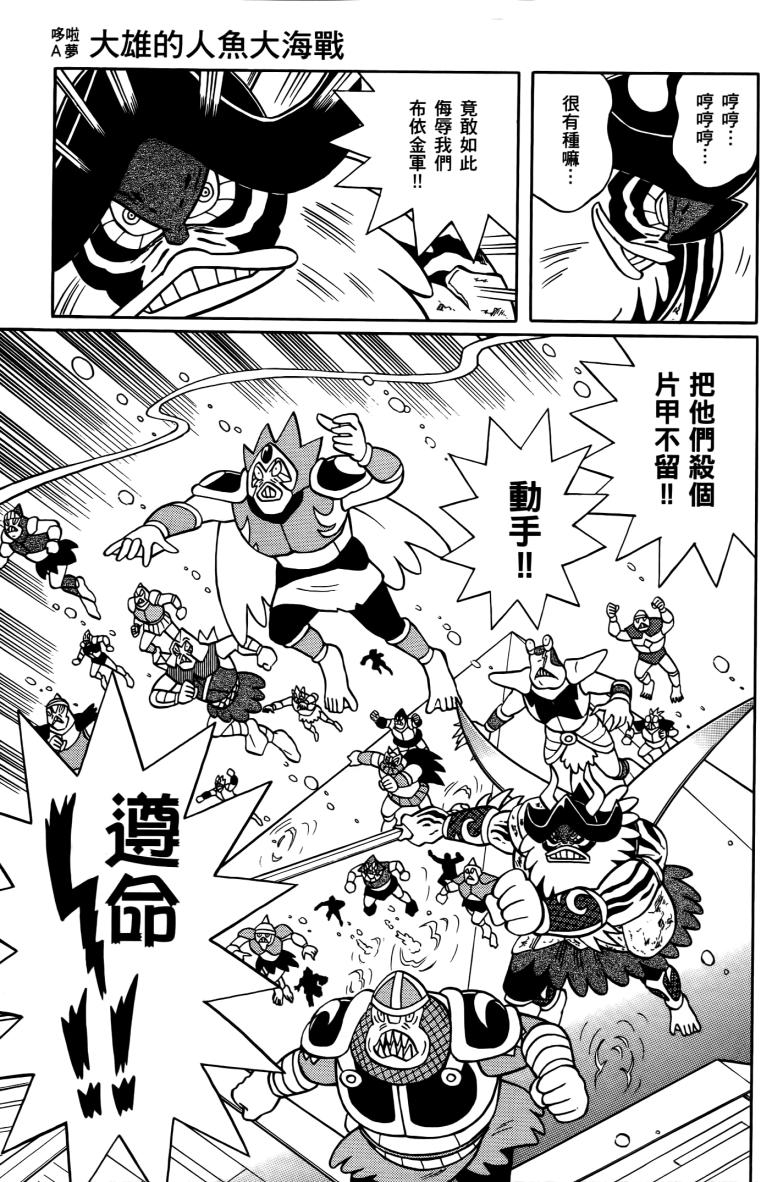 哆啦A夢 大雄的人魚大海戰
哼哼…
哼哼哼…
很有種嘛…
竟敢如此
侮辱我們
布依金軍!!
把他們殺個
片甲不留!!
動手!!
遵命!!